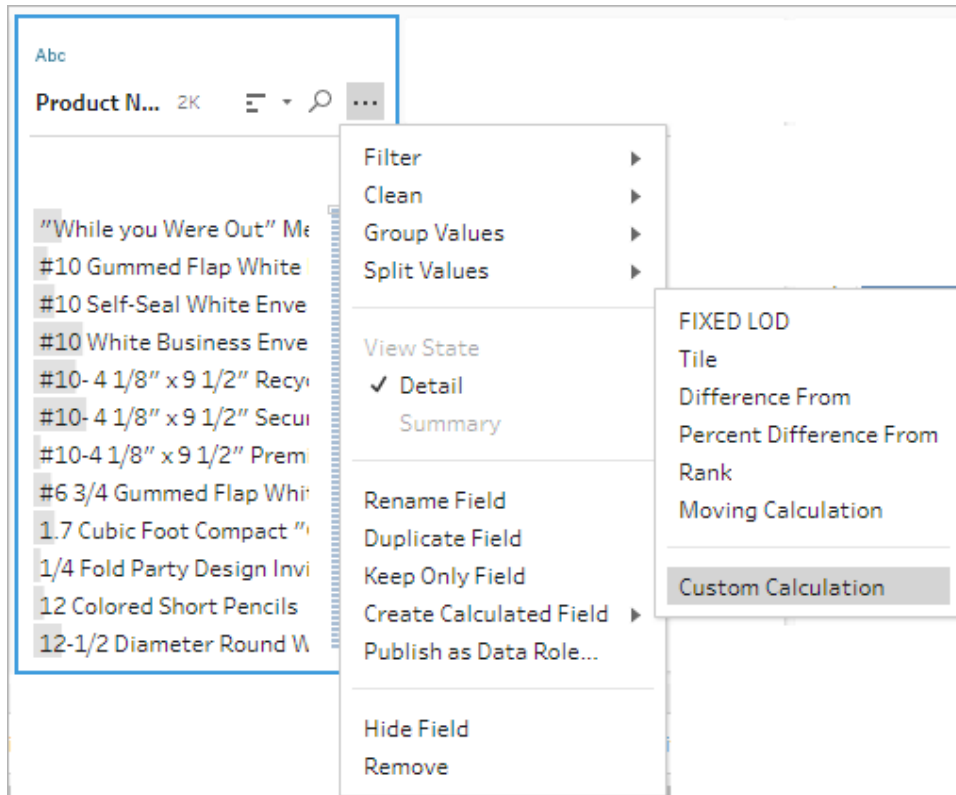 Abc
Product N... 2K ...
"While you Were Out" Me
#10 Gummed Flap White
#10 Self-Seal White Enve
#10 White Business Enve
#10- 4 1/8" x 9 1/2" Recy
#10- 4 1/8" x 9 1/2" Secu
#10-4 1/8" x 9 1/2" Premi
#6 3/4 Gummed Flap Whit
1.7 Cubic Foot Compact "
1/4 Fold Party Design Invi
12 Colored Short Pencils
12-1/2 Diameter Round W
Filter
Clean
Group Values
Split Values
View State
✓ Detail
Summary
Rename Field
Duplicate Field
Keep Only Field
Create Calculated Field
Publish as Data Role...
Hide Field
Remove
FIXED LOD
Tile
Difference From
Percent Difference From
Rank
Moving Calculation
Custom Calculation